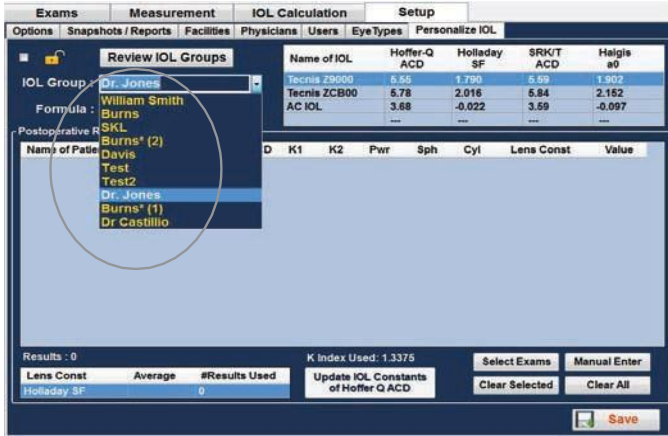 Exams Measurement IOL Calculation Setup
Options Snapshots / Reports Facilities Physicians Users Eye Types Personalize IOL
Review IOL Groups
IOL Group : Dr. Jones
Formula :
William Smith
Burns
SKL
Burns* (2)
Davis
Test
Test2
Dr. Jones
Burns* (1)
Dr Castillio
Name of IOL Hoffer-Q ACD Holladay SF SRK/T ACD Haigis a0
Tecnis Z9000 5.55 1.790 5.59 1.902
Tecnis ZCB00 5.78 2.016 5.84 2.152
AC IOL 3.68 -0.022 3.59 -0.097
--- --- --- ---
Postoperative R
Name of Patie D K1 K2 Pwr Sph Cyl Lens Const Value
Results : 0
K Index Used: 1.3375
Lens Const Average #Results Used
Holladay SF 0
Update IOL Constants
of Hoffer Q ACD
Select Exams Manual Enter
Clear Selected Clear All
Save